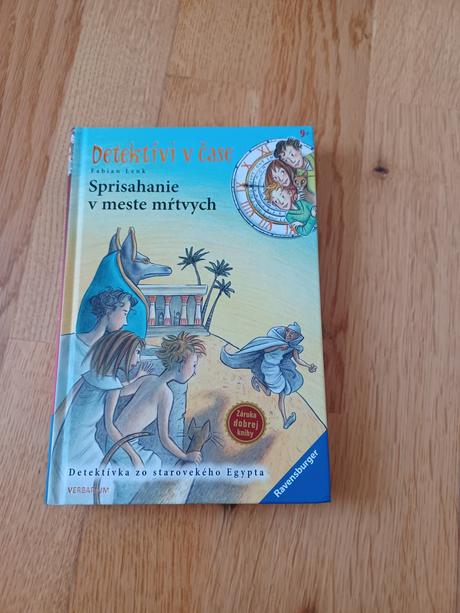 9+
Detektívi v čase
Fabian Lenk
Sprisahanie
v meste mŕtvych
Záruka
dobrej
knihy
Detektívka zo starovekého Egypta
VERBARIUM
Ravensburger